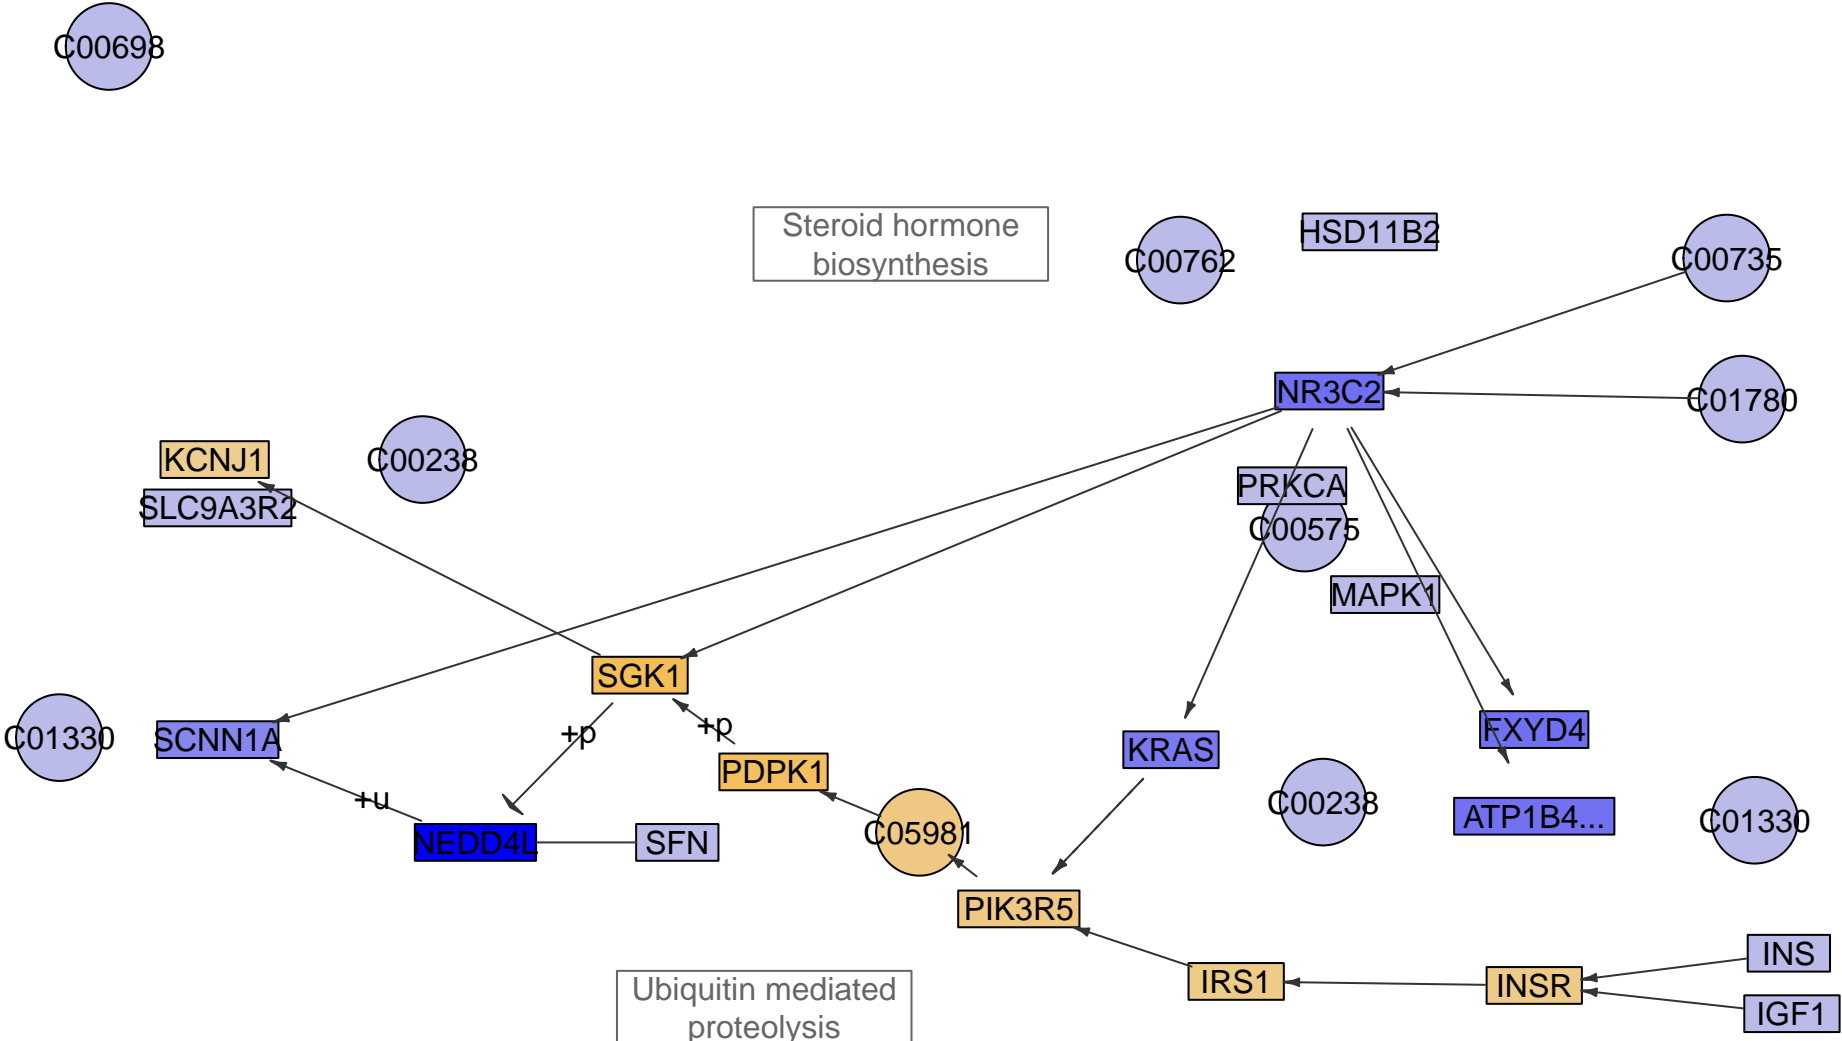 C00698
Steroid hormone
biosynthesis
C00762
HSD11B2
C00735
NR3C2
C01780
KCNJ1
C00238
SLC9A3R2
PRKCA
C00575
MAPK1
SGK1
+p
+p
C01330
SCNN1A
KRAS
FXYD4
PDPK1
+u
C00238
ATP1B4...
C01330
NEDD4L
SFN
C05981
PIK3R5
INS
IRS1
INSR
IGF1
Ubiquitin mediated
proteolysis